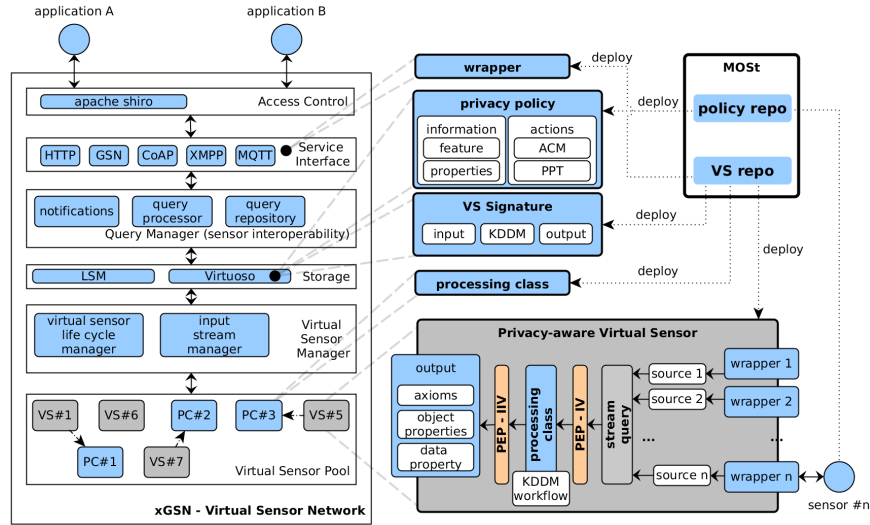 application A
application B
apache shiro
Access Control
HTTP
GSN
CoAP
XMPP
MQTT
Service
Interface
notifications
query
processor
query
repository
Query Manager (sensor interoperability)
LSM
Virtuoso
Storage
virtual sensor
life cycle
manager
input
stream
manager
Virtual
Sensor
Manager
VS#1
VS#6
PC#2
PC#3
VS#5
PC#1
VS#7
Virtual Sensor Pool
xGSN - Virtual Sensor Network
wrapper
privacy policy
information
feature
properties
actions
ACM
PPT
VS Signature
input
KDDM
output
processing class
deploy
deploy
deploy
deploy
deploy
MOSt
policy repo
VS repo
Privacy-aware Virtual Sensor
output
axioms
object
properties
data
property
PEP - IIV
processing
class
KDDM
workflow
PEP - IV
stream
query
source 1
source 2
...
source n
wrapper 1
wrapper 2
...
wrapper n
sensor #n